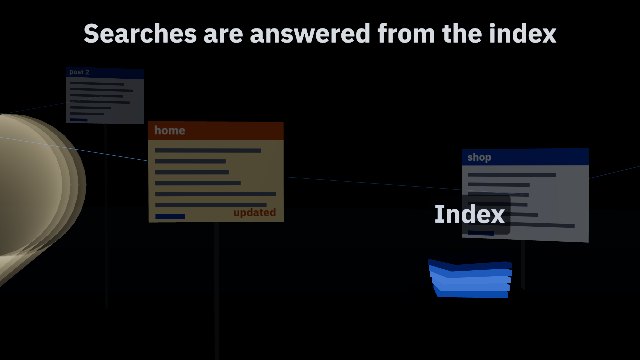 Searches are answered from the index
post 2
home
updated
shop
Index